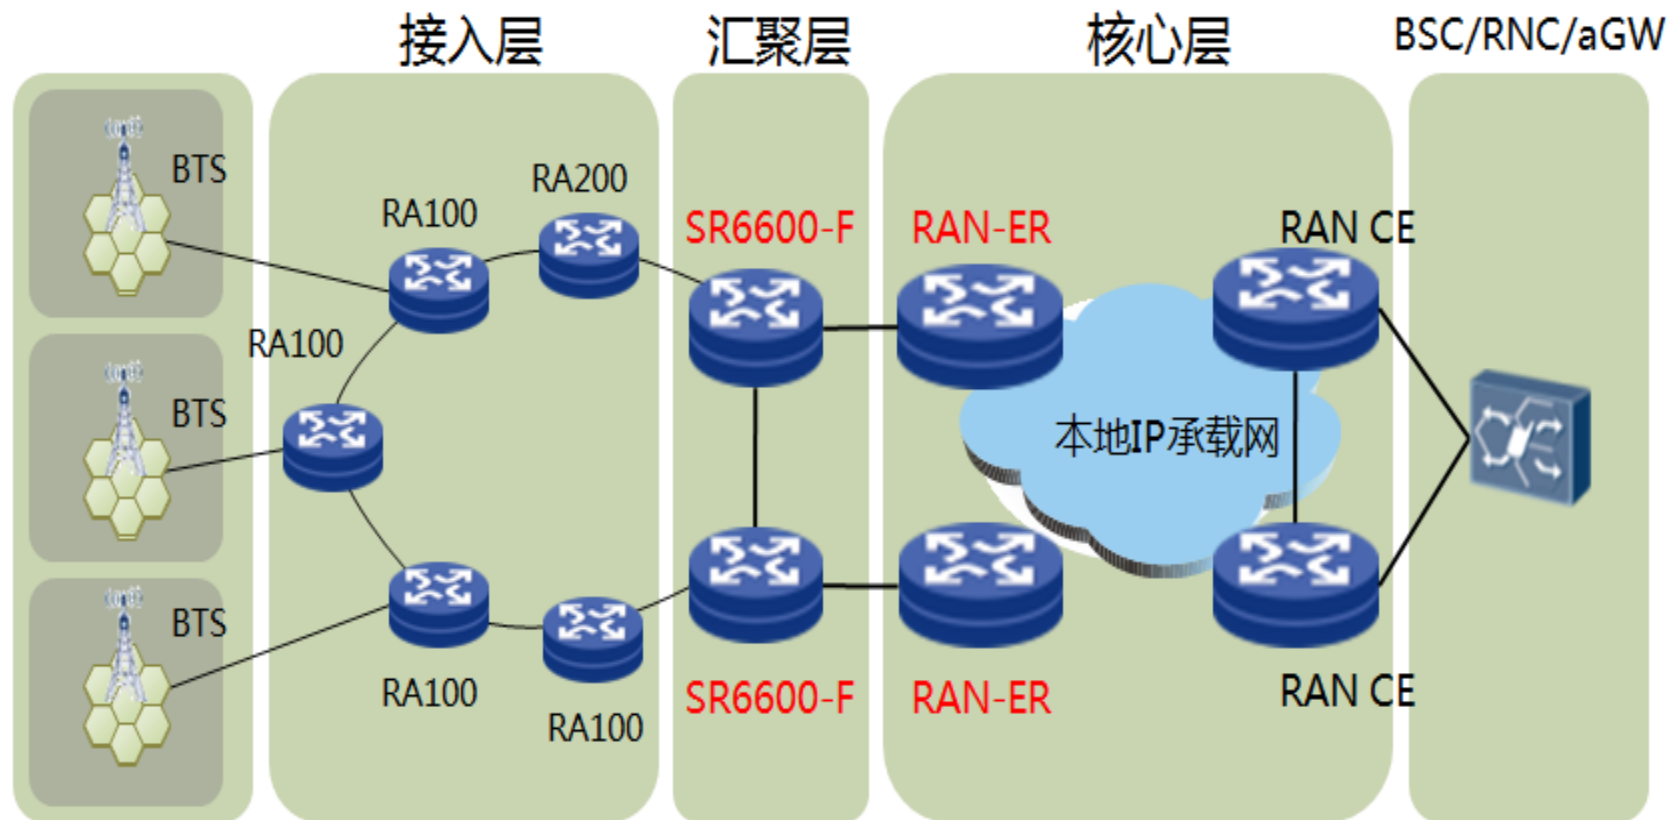 接入层
汇聚层
核心层
BSC/RNC/aGW
BTS
RA200
RA100
SR6600-F
RAN-ER
RAN CE
RA100
BTS
本地IP承载网
BTS
RA100
RA100
SR6600-F
RAN-ER
RAN CE